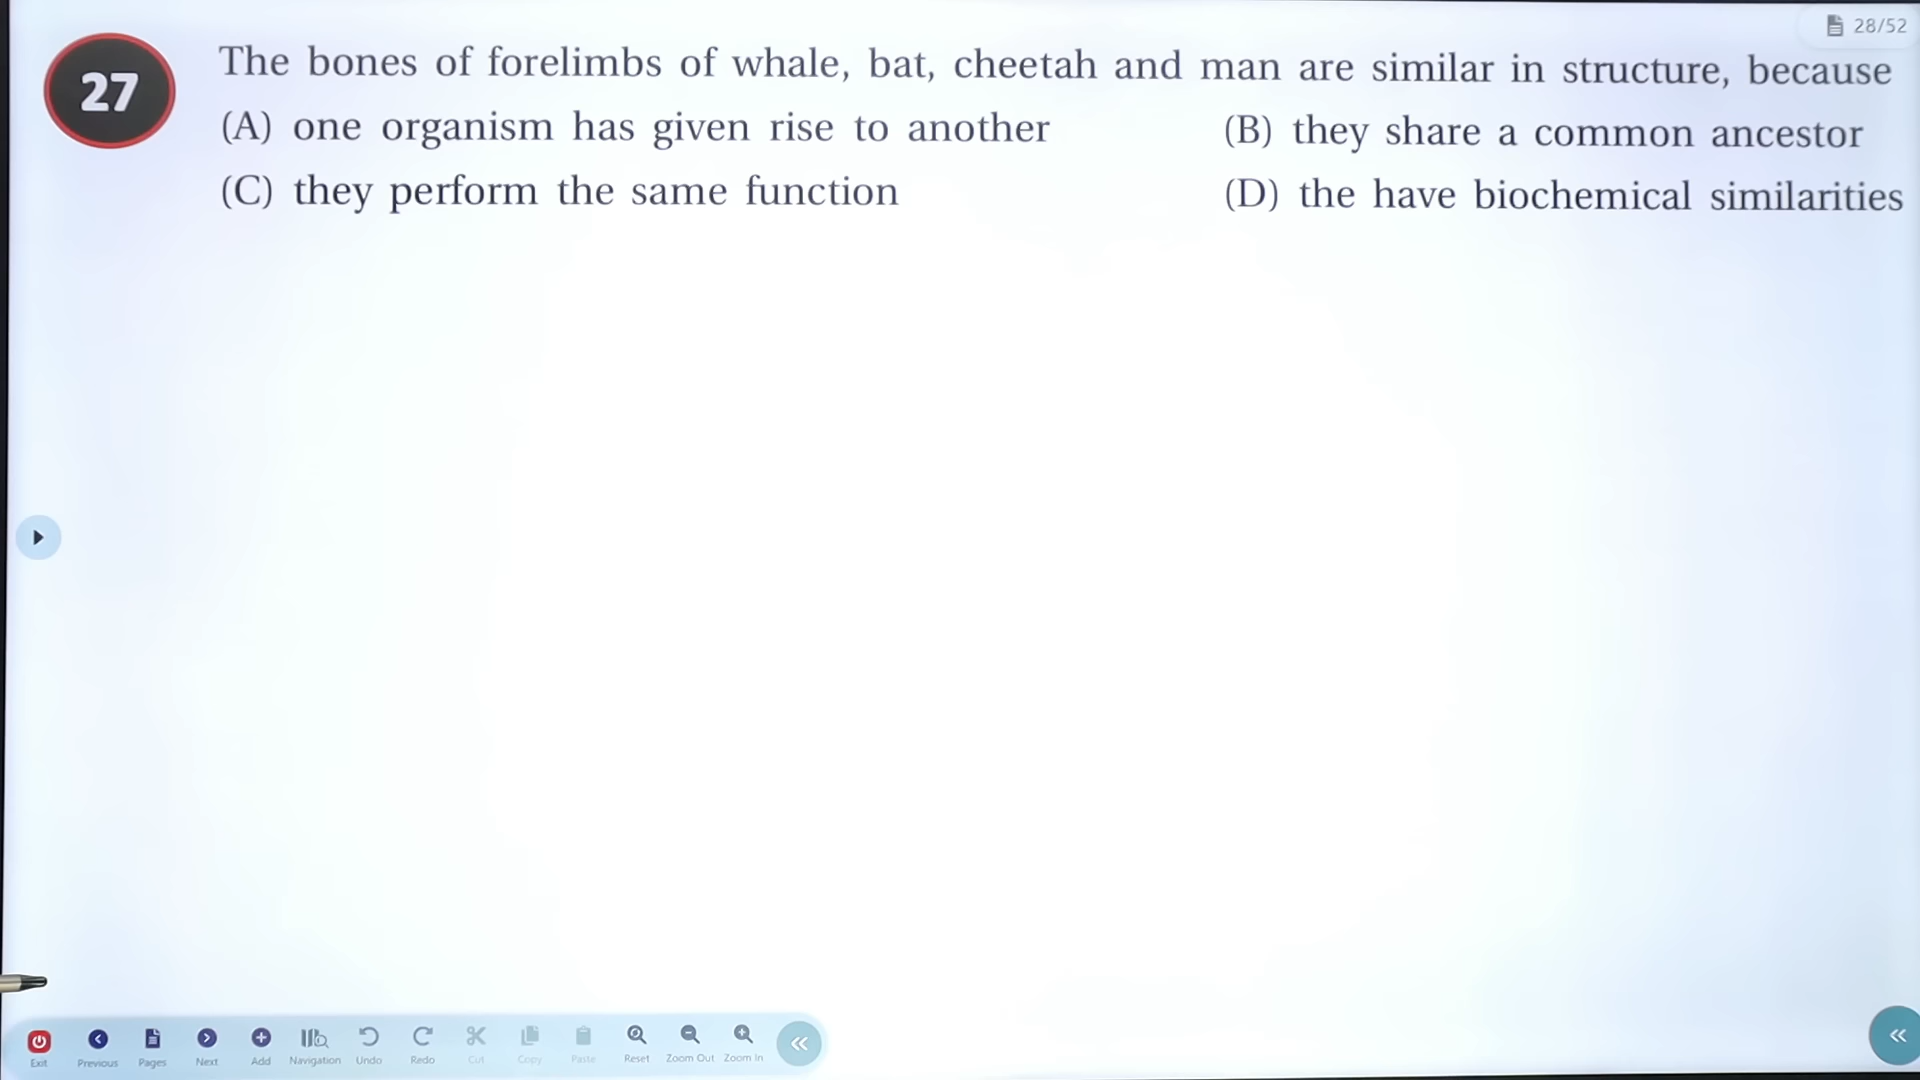 28/52
27 The bones of forelimbs of whale, bat, cheetah and man are similar in structure, because
(A) one organism has given rise to another (B) they share a common ancestor
(C) they perform the same function (D) the have biochemical similarities
Exit Previous Pages Next Add Navigation Undo Redo Cut Copy Paste Reset Zoom Out Zoom In